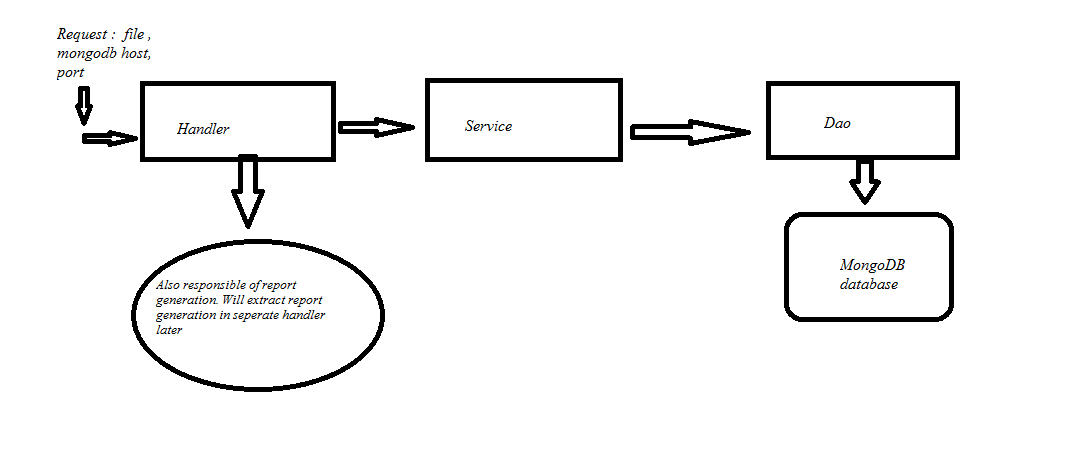 Request : file ,
mongodb host,
port
Handler
Service
Dao
Also responsible of report
generation. Will extract report
generation in seperate handler
later
MongoDB
database